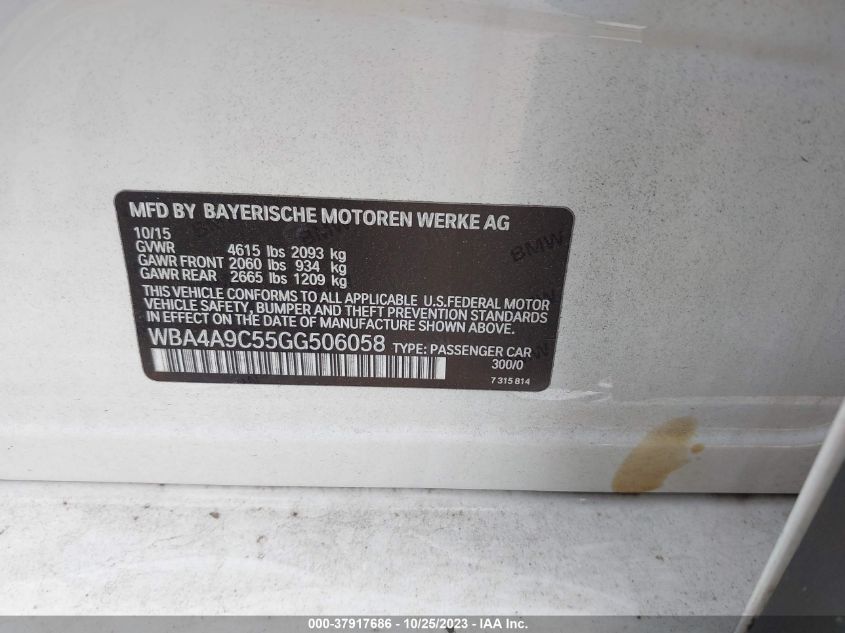 MFD BY BAYERISCHE MOTOREN WERKE AG
10/15
GVWR 4615 lbs 2093 kg
GAWR FRONT 2060 lbs 934 kg
GAWR REAR 2665 lbs 1209 kg
THIS VEHICLE CONFORMS TO ALL APPLICABLE U.S.FEDERAL MOTOR
VEHICLE SAFETY, BUMPER AND THEFT PREVENTION STANDARDS
IN EFFECT ON THE DATE OF MANUFACTURE SHOWN ABOVE.
WBA4A9C55GG506058 TYPE: PASSENGER CAR
300/0
7 315 814
BMW
000-37917686 - 10/25/2023 - IAAI.com